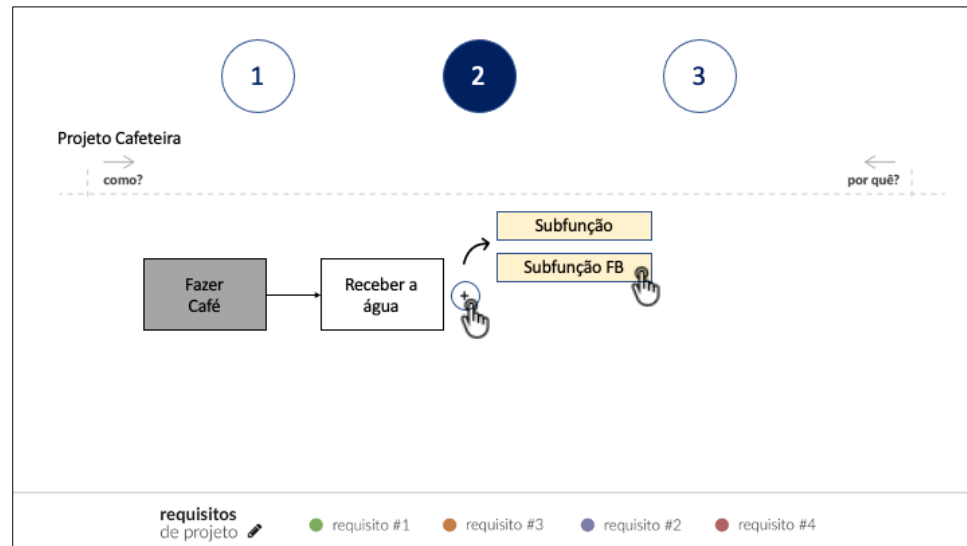 1
2
3
Projeto Cafeteira
como?
por quê?
Subfunção
Subfunção FB
Fazer
Café
Receber a
água
+
requisitos
de projeto
requisito #1
requisito #3
requisito #2
requisito #4